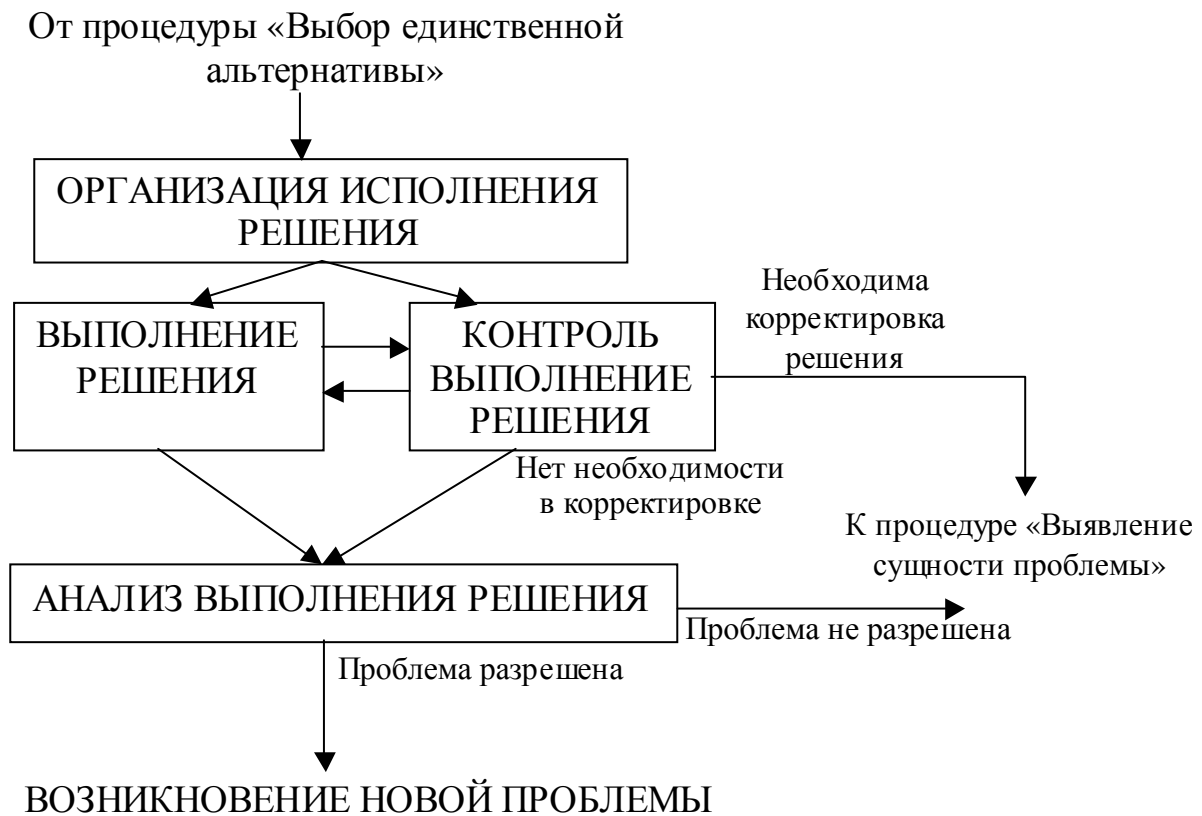 От процедуры «Выбор единственной
альтернативы»
ОРГАНИЗАЦИЯ ИСПОЛНЕНИЯ
РЕШЕНИЯ
ВЫПОЛНЕНИЕ
РЕШЕНИЯ
КОНТРОЛЬ
ВЫПОЛНЕНИЕ
РЕШЕНИЯ
Необходима
корректировка
решения
Нет необходимости
в корректировке
К процедуре «Выявление
сущности проблемы»
АНАЛИЗ ВЫПОЛНЕНИЯ РЕШЕНИЯ
Проблема не разрешена
Проблема разрешена
ВОЗНИКНОВЕНИЕ НОВОЙ ПРОБЛЕМЫ